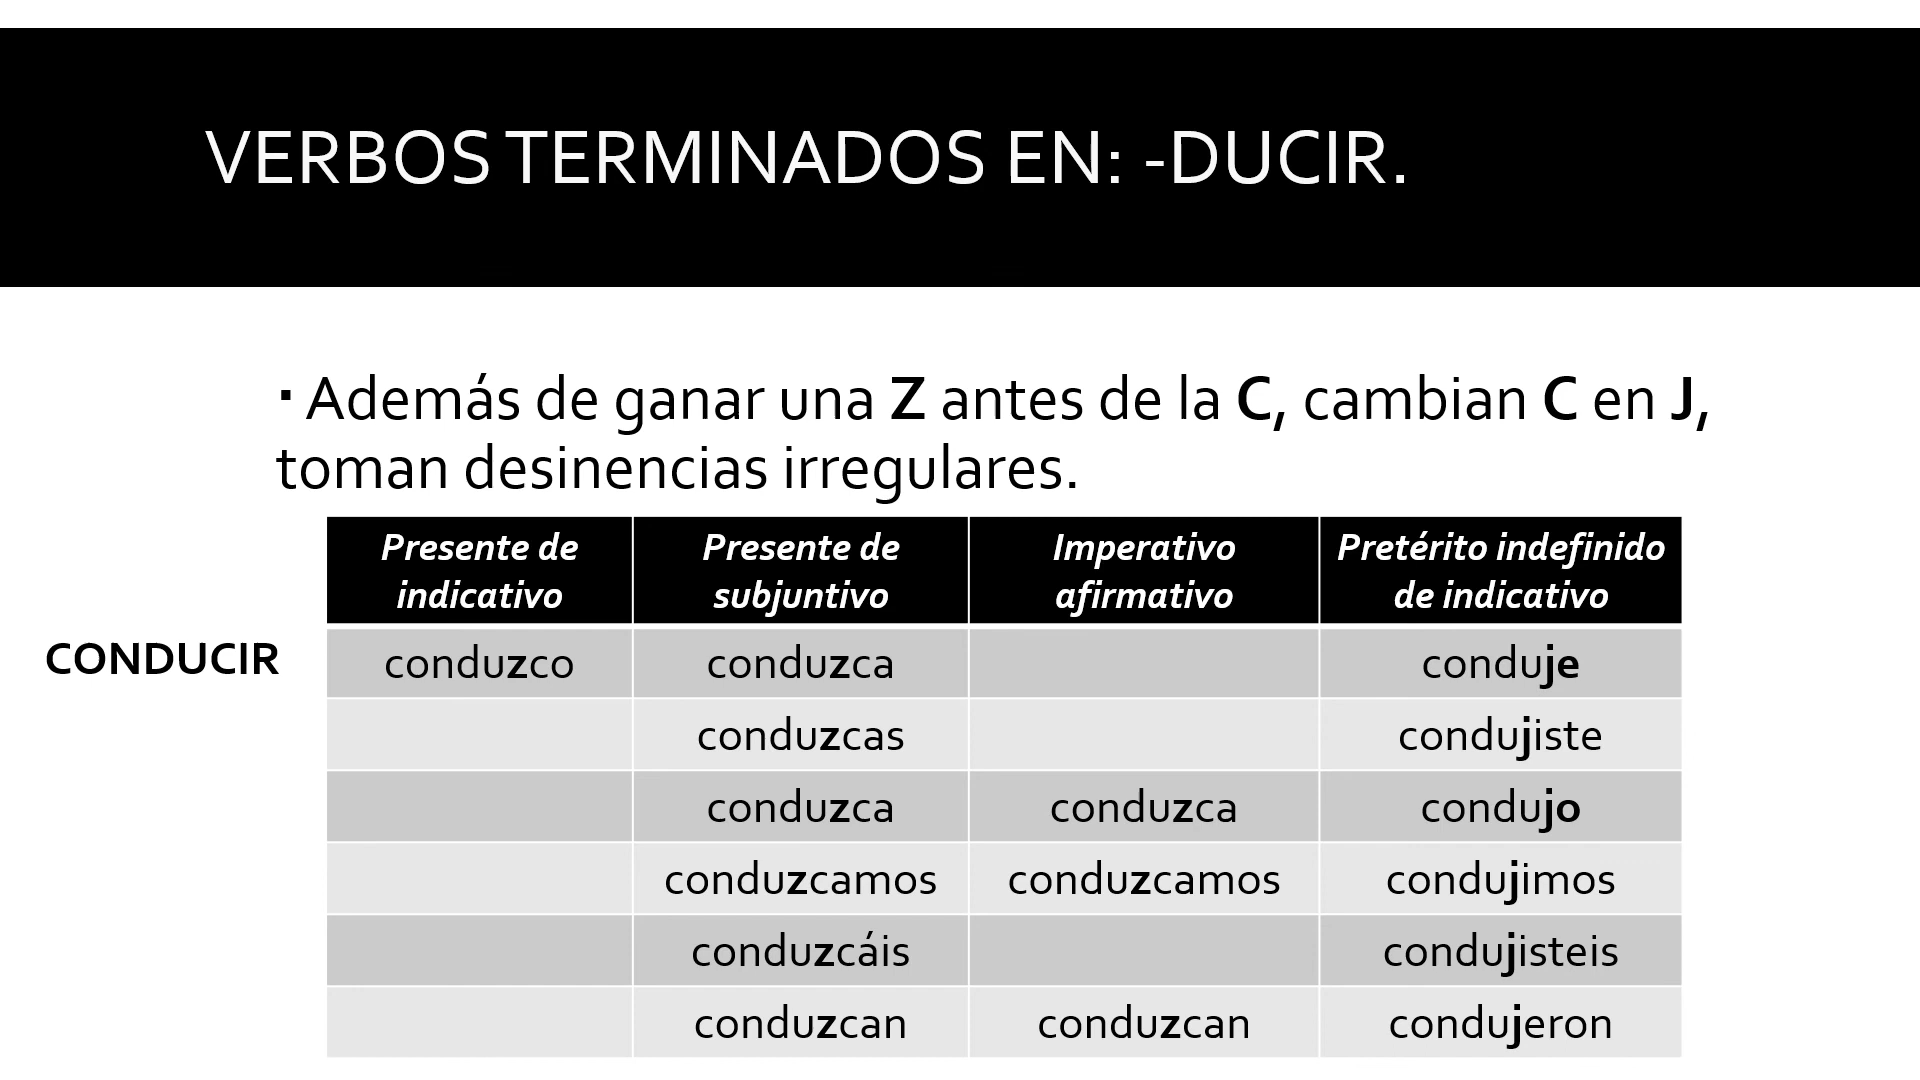 VERBOS TERMINADOS EN: -DUCIR.
▪ Además de ganar una Z antes de la C, cambian C en J,
toman desinencias irregulares.
Presente de indicativo Presente de subjuntivo Imperativo afirmativo Pretérito indefinido de indicativo
CONDUCIR conduzco conduzca conduje
conduzcas condujiste
conduzca conduzca condujo
conduzcamos conduzcamos condujimos
conduzcáis condujisteis
conduzcan conduzcan condujeron